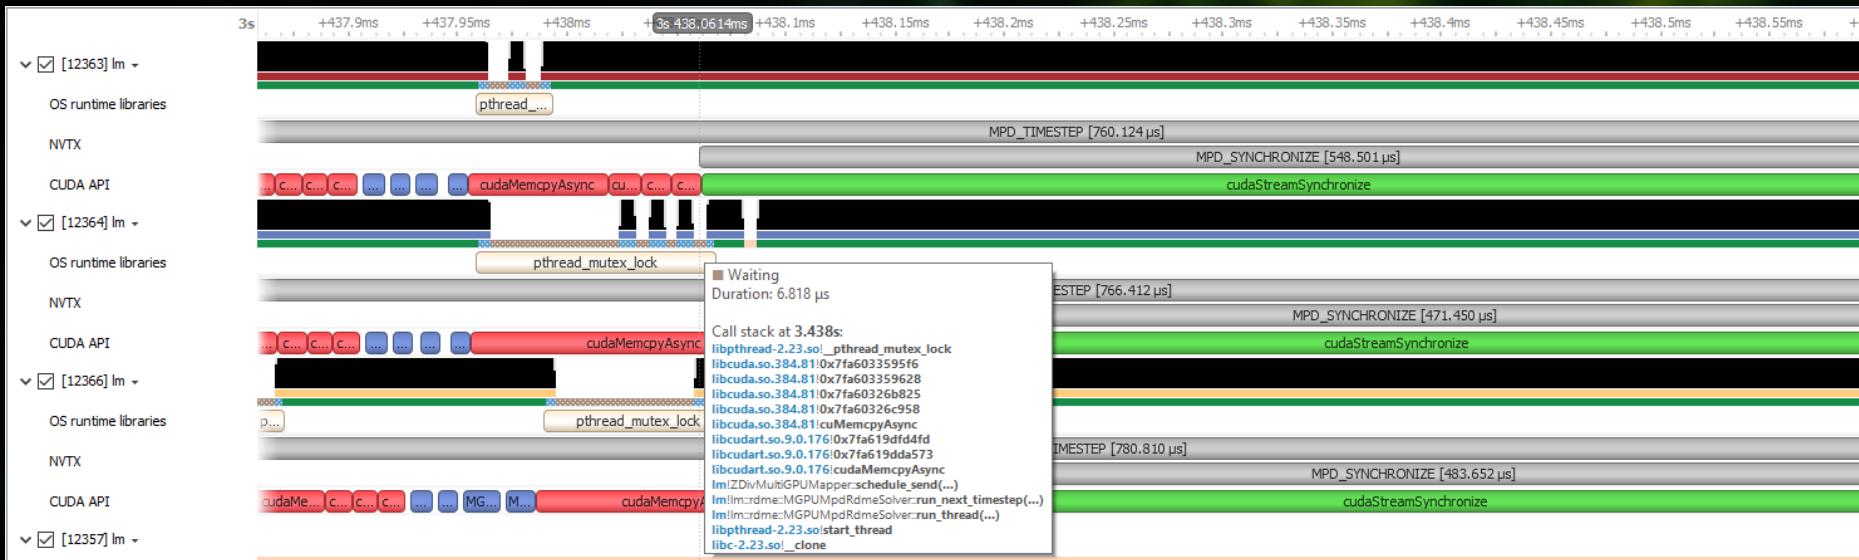 3s +437.9ms +437.95ms +438ms 3s 438.0614ms +438.1ms +438.15ms +438.2ms +438.25ms +438.3ms +438.35ms +438.4ms +438.45ms +438.5ms +438.55ms
[12363] lm
OS runtime libraries pthread_...
NVTX MPD_TIMESTEP [760.124 µs]
MPD_SYNCHRONIZE [548.501 µs]
CUDA API ... c... c... c... ... ... ... ... cudaMemcpyAsync cu... c... c... cudaStreamSynchronize
[12364] lm
OS runtime libraries pthread_mutex_lock
NVTX ESTEP [766.412 µs]
MPD_SYNCHRONIZE [471.450 µs]
CUDA API ... c... c... c... ... ... ... ... cudaMemcpyAsync cudaStreamSynchronize
[12366] lm
OS runtime libraries p... pthread_mutex_lock
NVTX IMESTEP [780.810 µs]
MPD_SYNCHRONIZE [483.652 µs]
CUDA API cudaMe... c... c... c... ... ... MG... M... cudaMemcpyA cudaStreamSynchronize
[12357] lm
Waiting
Duration: 6.818 µs
Call stack at 3.438s:
libpthread-2.23.so!__pthread_mutex_lock
libcuda.so.384.81!0x7fa6033595f6
libcuda.so.384.81!0x7fa603359628
libcuda.so.384.81!0x7fa60326b825
libcuda.so.384.81!0x7fa60326c958
libcuda.so.384.81!cuMemcpyAsync
libcudart.so.9.0.176!0x7fa619dfd4fd
libcudart.so.9.0.176!0x7fa619dda573
libcudart.so.9.0.176!cudaMemcpyAsync
lm!ZDivMultiGPUMapper::schedule_send(...)
lm!lm::rdme::MGPUMpdRdmeSolver::run_next_timestep(...)
lm!lm::rdme::MGPUMpdRdmeSolver::run_thread(...)
libpthread-2.23.so!start_thread
libc-2.23.so!__clone